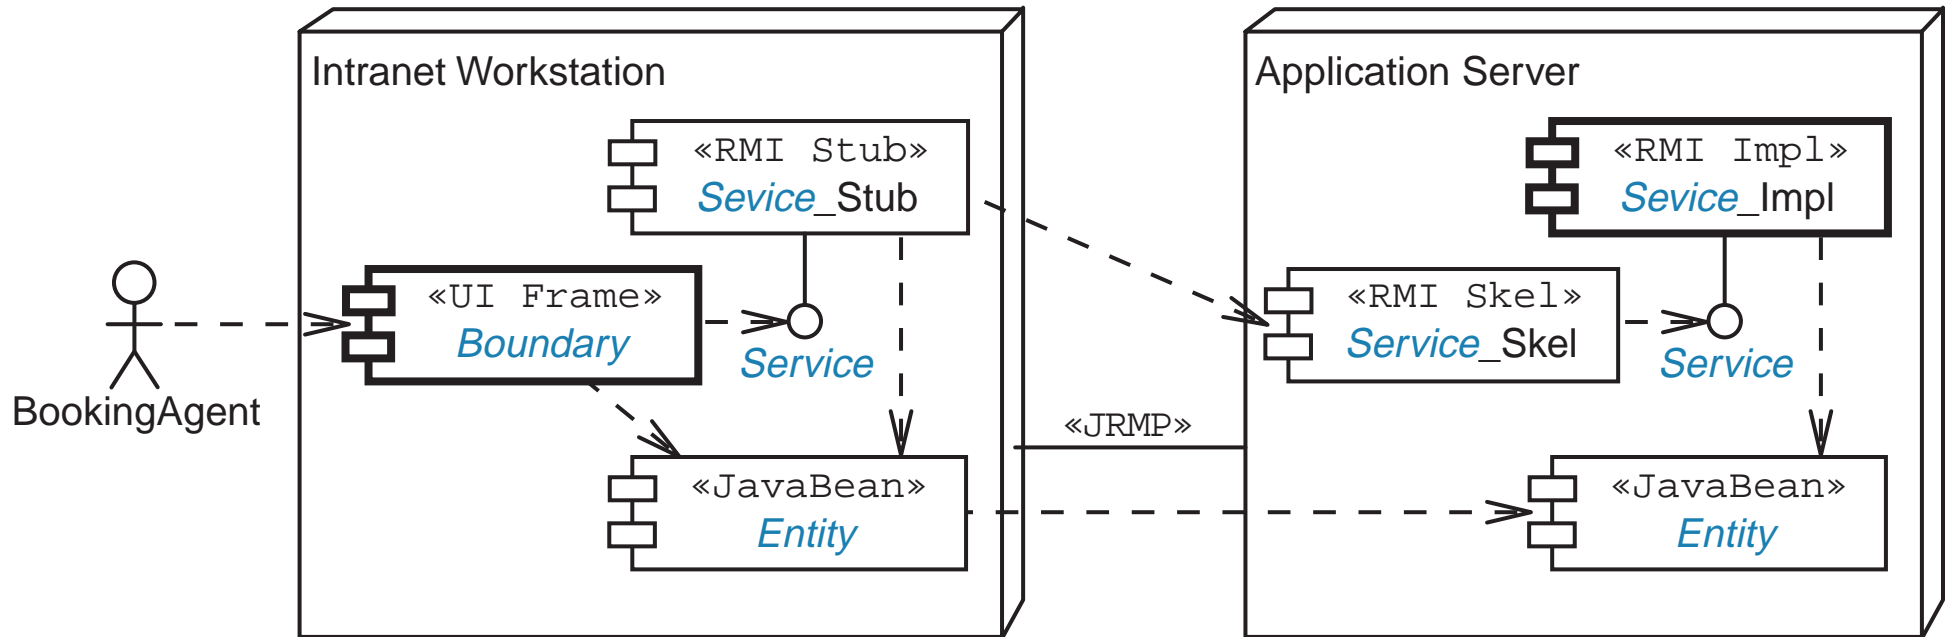 Intranet Workstation
Application Server
«RMI Stub»
Sevice_Stub
«RMI Impl»
Sevice_Impl
«UI Frame»
Boundary
Service
«RMI Skel»
Service_Skel
Service
BookingAgent
«JRMP»
«JavaBean»
Entity
«JavaBean»
Entity